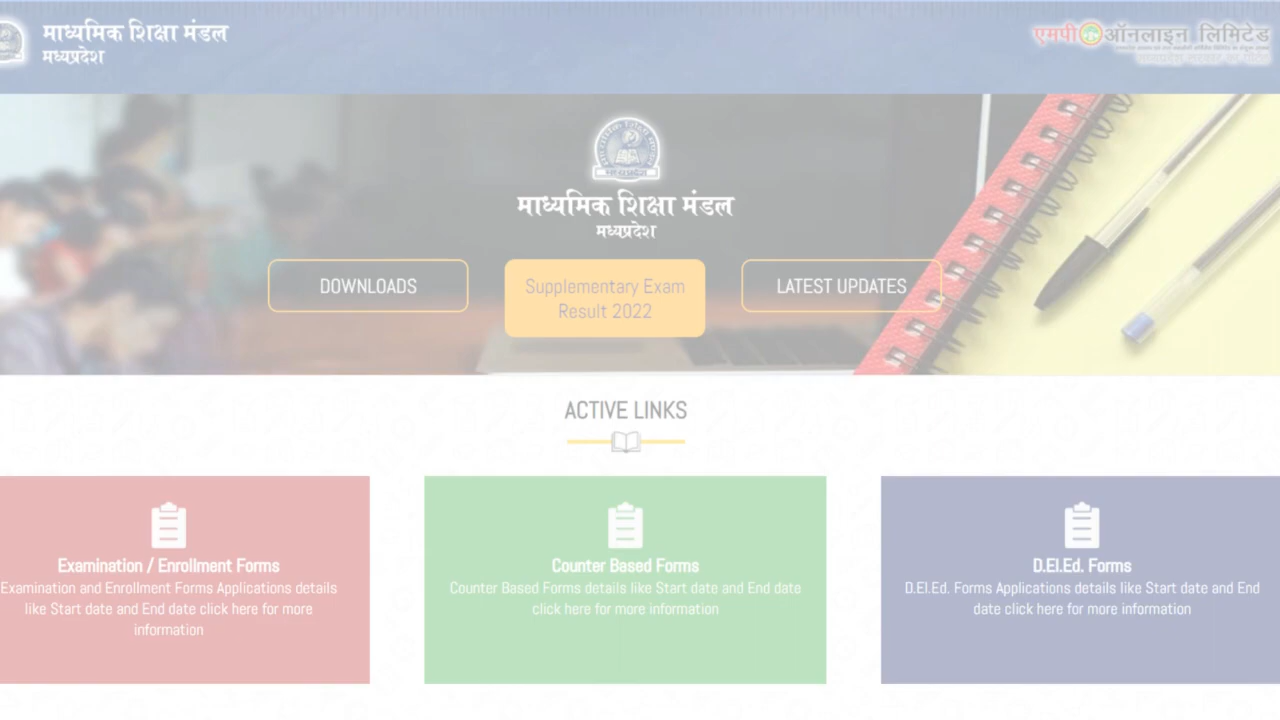 माध्यमिक शिक्षा मंडल
मध्यप्रदेश
एमपी ऑनलाइन लिमिटेड
माध्यमिक शिक्षा मंडल
मध्यप्रदेश
DOWNLOADS
Supplementary Exam
Result 2022
LATEST UPDATES
ACTIVE LINKS
Examination / Enrollment Forms
Examination and Enrollment Forms Applications details
like Start date and End date click here for more
information
Counter Based Forms
Counter Based Forms details like Start date and End date
click here for more information
D.El.Ed. Forms
D.El.Ed. Forms Applications details like Start date and End
date click here for more information